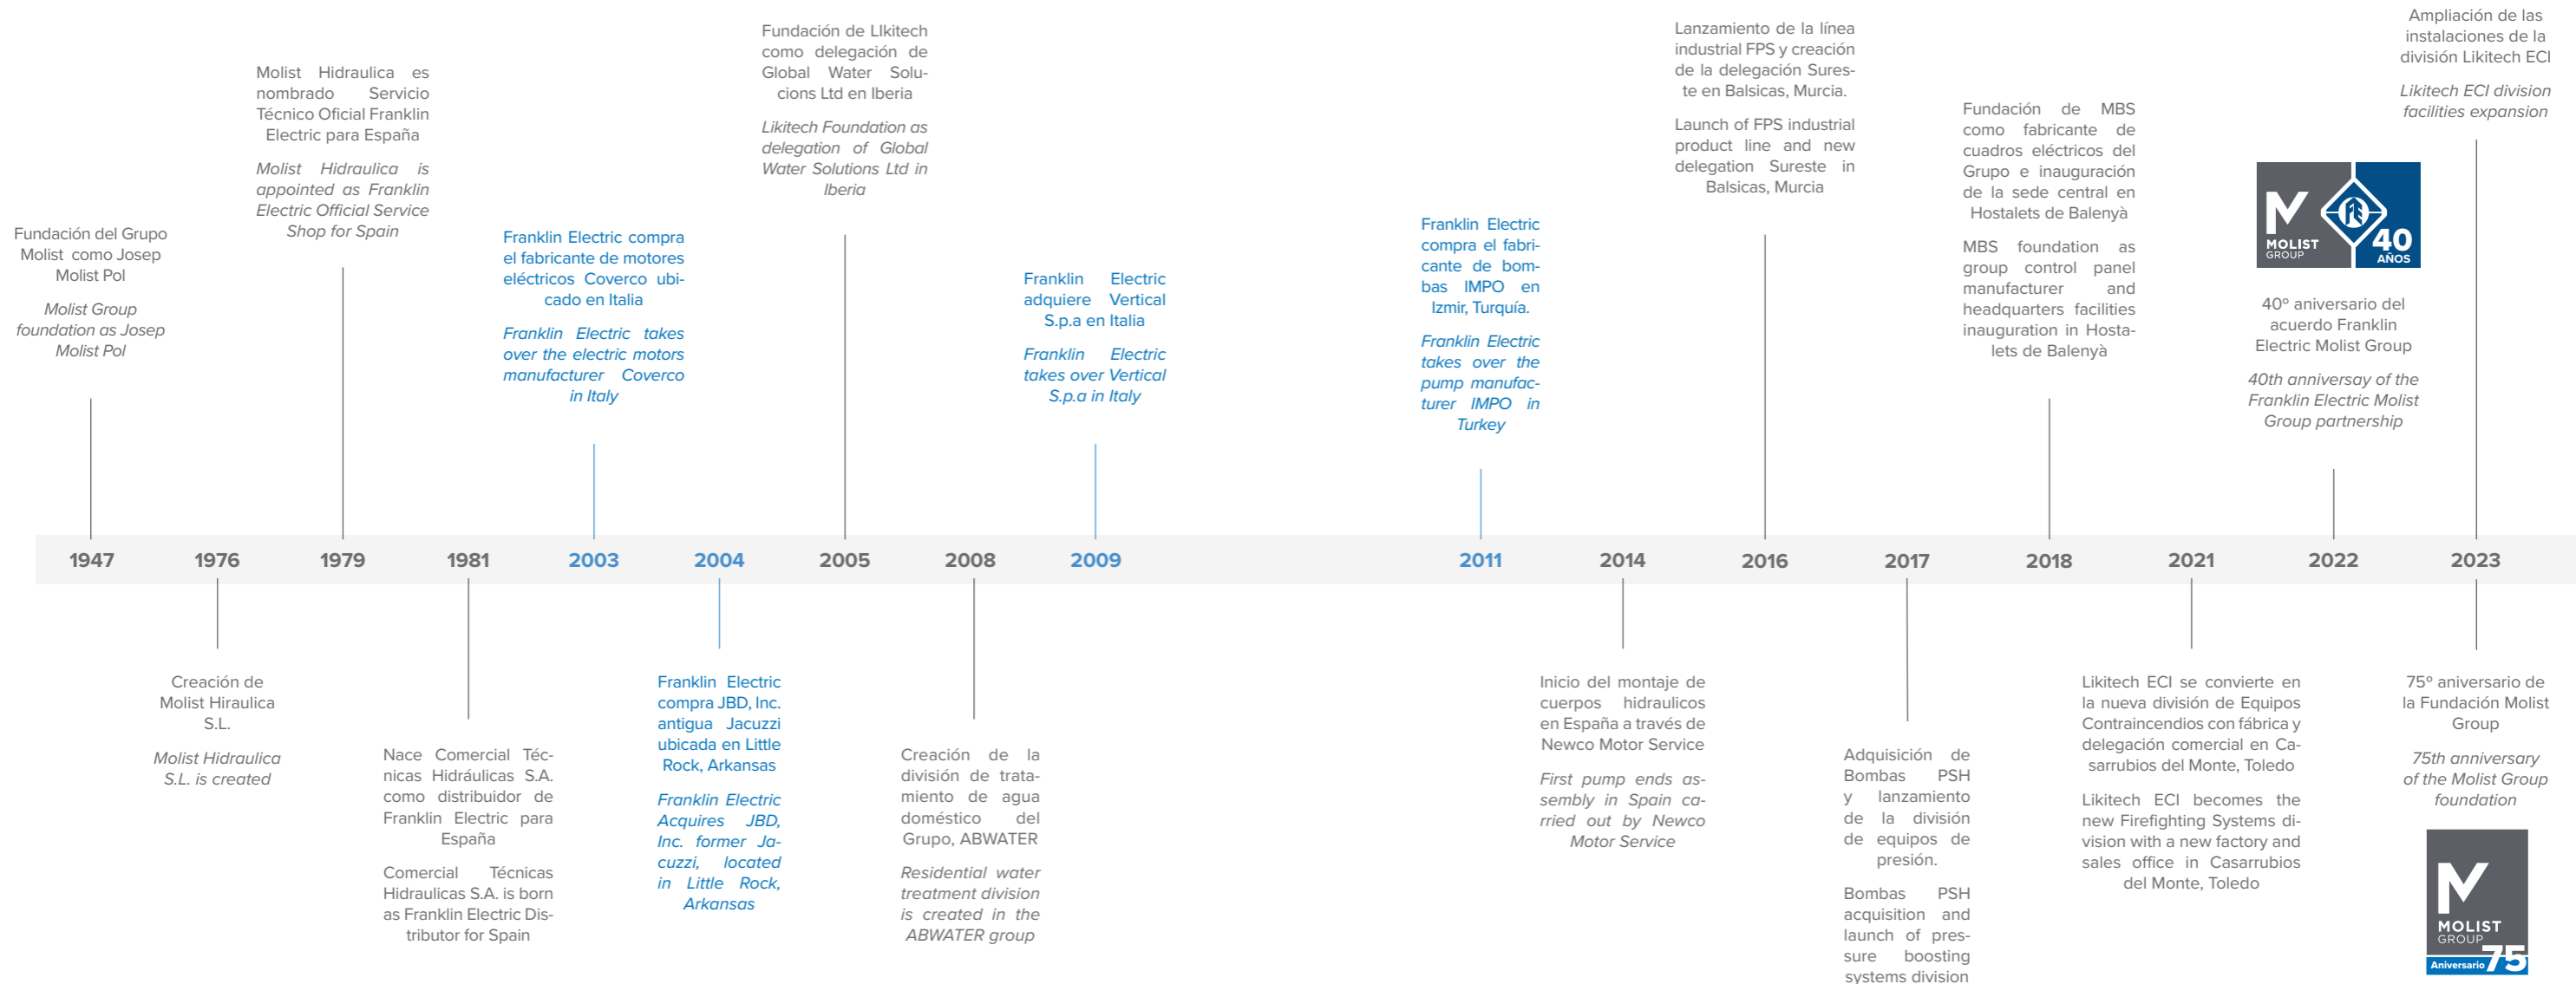 Fundación del Grupo
Molist como Josep
Molist Pol
Molist Group
foundation as Josep
Molist Pol
Molist Hidraulica es
nombrado Servicio
Técnico Oficial Franklin
Electric para España
Molist Hidraulica is
appointed as Franklin
Electric Official Service
Shop for Spain
Franklin Electric compra
el fabricante de motores
eléctricos Coverco ubi-
cado en Italia
Franklin Electric takes
over the electric motors
manufacturer Coverco
in Italy
Fundación de LIkitech
como delegación de
Global Water Solu-
cions Ltd en Iberia
Likitech Foundation as
delegation of Global
Water Solutions Ltd in
Iberia
Franklin Electric
adquiere Vertical
S.p.a en Italia
Franklin Electric
takes over Vertical
S.p.a in Italy
Franklin Electric
compra el fabri-
cante de bom-
bas IMPO en
Izmir, Turquía.
Franklin Electric
takes over the
pump manufac-
turer IMPO in
Turkey
Lanzamiento de la línea
industrial FPS y creación
de la delegación Sures-
te en Balsicas, Murcia.
Launch of FPS industrial
product line and new
delegation Sureste in
Balsicas, Murcia
Fundación de MBS
como fabricante de
cuadros eléctricos del
Grupo e inauguración
de la sede central en
Hostalets de Balenyà
MBS foundation as
group control panel
manufacturer and
headquarters facilities
inauguration in Hosta-
lets de Balenyà
MOLIST
GROUP
FE
40
AÑOS
40º aniversario del
acuerdo Franklin
Electric Molist Group
40th anniversay of the
Franklin Electric Molist
Group partnership
Ampliación de las
instalaciones de la
división Likitech ECI
Likitech ECI division
facilities expansion
1947 1976 1979 1981 2003 2004 2005 2008 2009 2011 2014 2016 2017 2018 2021 2022 2023
Creación de
Molist Hiraulica
S.L.
Molist Hidraulica
S.L. is created
Nace Comercial Téc-
nicas Hidráulicas S.A.
como distribuidor de
Franklin Electric para
España
Comercial Técnicas
Hidraulicas S.A. is born
as Franklin Electric Dis-
tributor for Spain
Franklin Electric
compra JBD, Inc.
antigua Jacuzzi
ubicada en Little
Rock, Arkansas
Franklin Electric
Acquires JBD,
Inc. former Ja-
cuzzi, located
in Little Rock,
Arkansas
Creación de la
división de trata-
miento de agua
doméstico del
Grupo, ABWATER
Residential water
treatment division
is created in the
ABWATER group
Inicio del montaje de
cuerpos hidraulicos
en España a través de
Newco Motor Service
First pump ends as-
sembly in Spain ca-
rried out by Newco
Motor Service
Adquisición de
Bombas PSH
y lanzamiento
de la división
de equipos de
presión.
Bombas PSH
acquisition and
launch of pres-
sure boosting
systems division
Likitech ECI se convierte en
la nueva división de Equipos
Contraincendios con fábrica y
delegación comercial en Ca-
sarrubios del Monte, Toledo
Likitech ECI becomes the
new Firefighting Systems di-
vision with a new factory and
sales office in Casarrubios
del Monte, Toledo
75º aniversario de
la Fundación Molist
Group
75th anniversary
of the Molist Group
foundation
MOLIST
GROUP
Aniversario 75